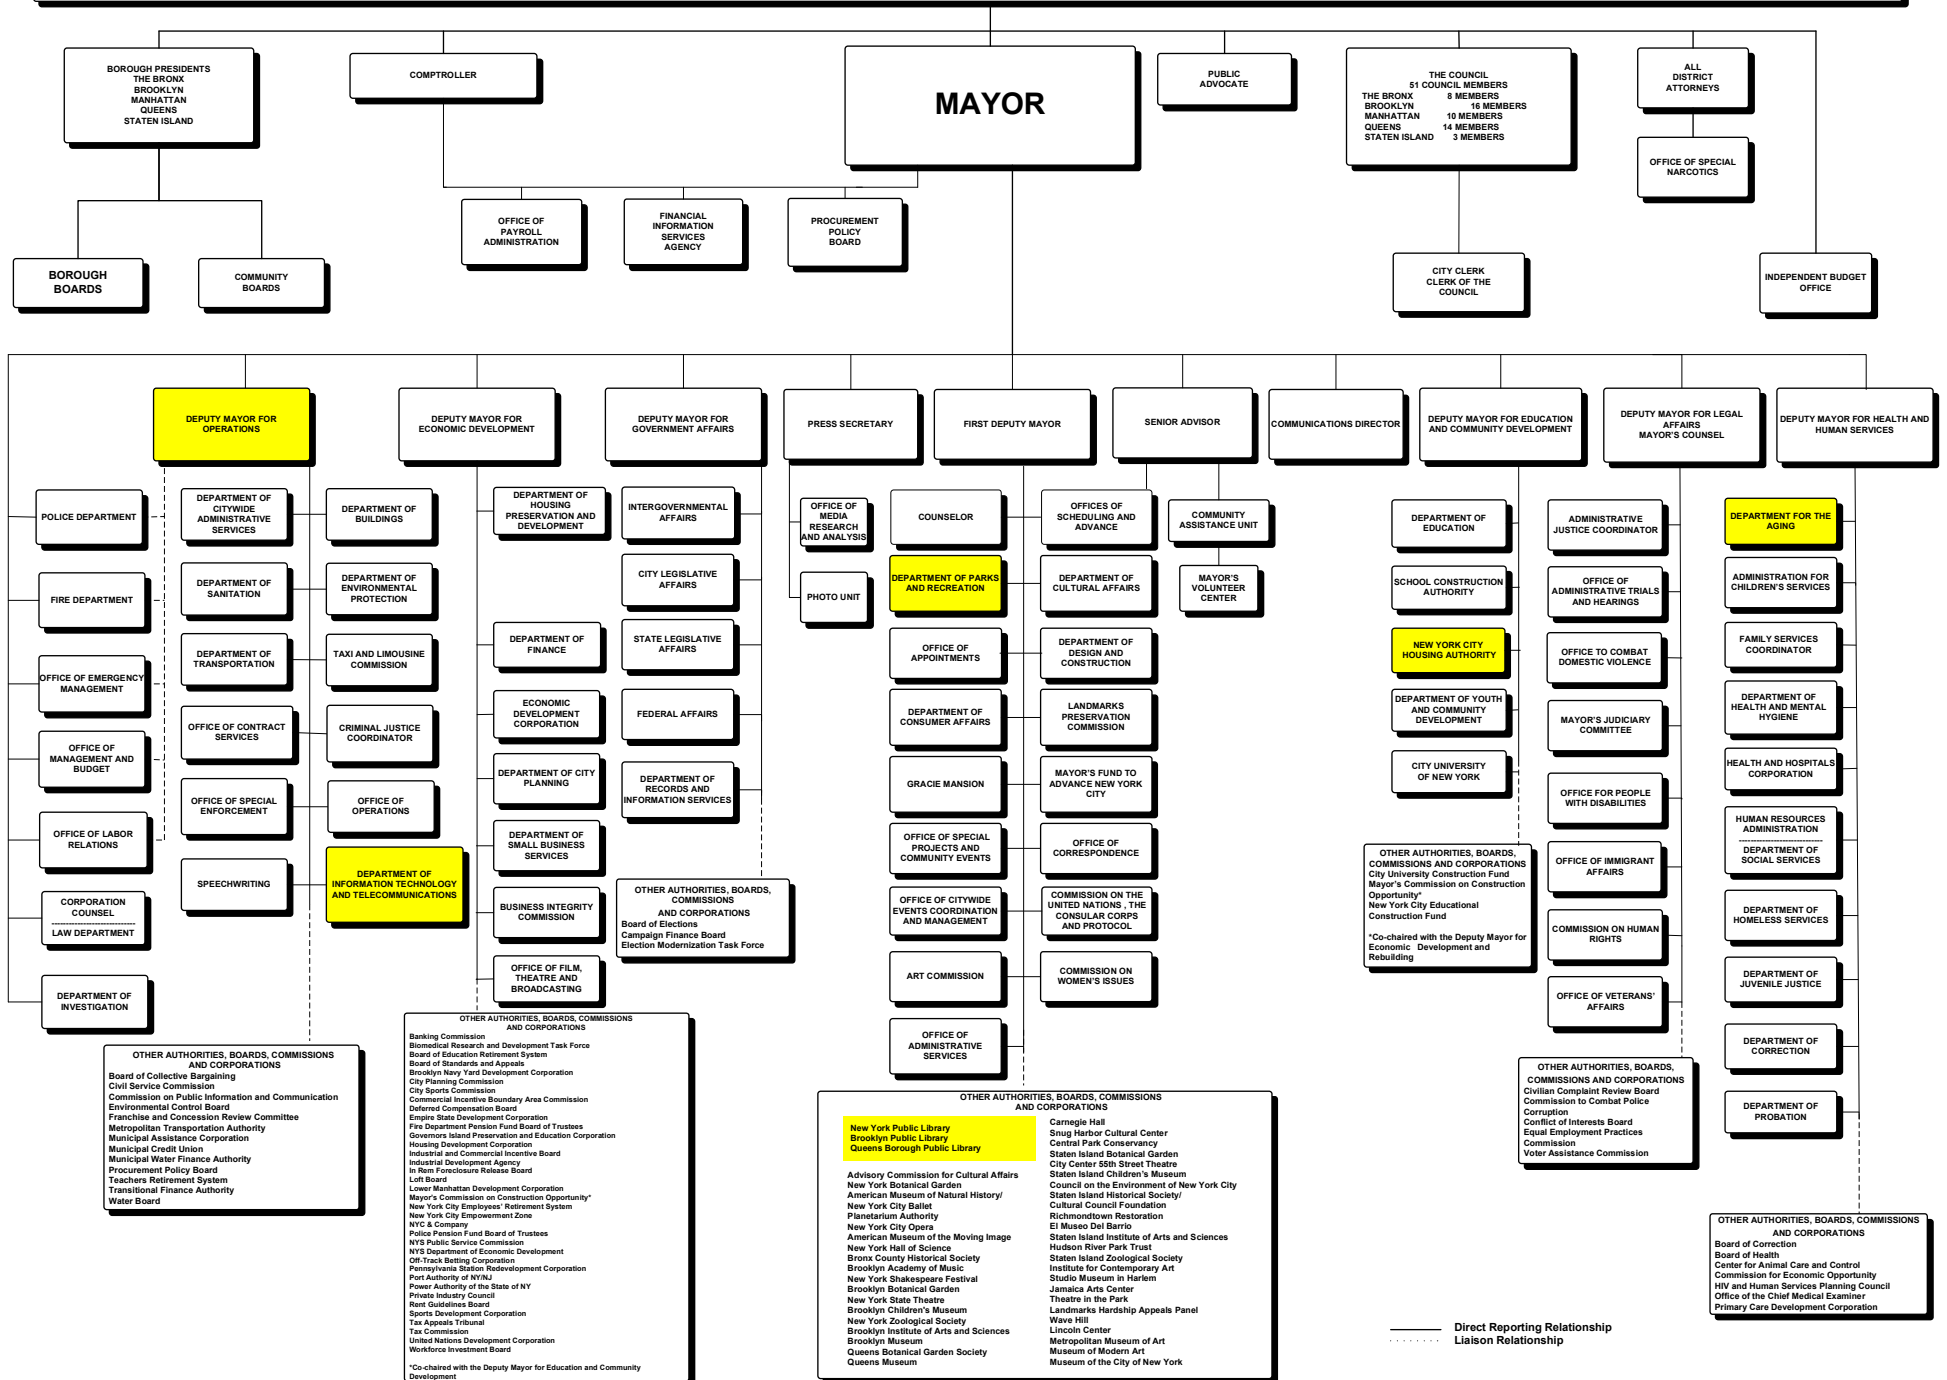 BOROUGH PRESIDENTS
THE BRONX
BROOKLYN
MANHATTAN
QUEENS
STATEN ISLAND
COMPTROLLER
MAYOR
PUBLIC
ADVOCATE
THE COUNCIL
51 COUNCIL MEMBERS
THE BRONX 8 MEMBERS
BROOKLYN 16 MEMBERS
MANHATTAN 10 MEMBERS
QUEENS 14 MEMBERS
STATEN ISLAND 3 MEMBERS
ALL
DISTRICT
ATTORNEYS
OFFICE OF SPECIAL
NARCOTICS
OFFICE OF
PAYROLL
ADMINISTRATION
FINANCIAL
INFORMATION
SERVICES
AGENCY
PROCUREMENT
POLICY
BOARD
BOROUGH
BOARDS
COMMUNITY
BOARDS
CITY CLERK
CLERK OF THE
COUNCIL
INDEPENDENT BUDGET
OFFICE
DEPUTY MAYOR FOR
OPERATIONS
DEPUTY MAYOR FOR
ECONOMIC DEVELOPMENT
DEPUTY MAYOR FOR
GOVERNMENT AFFAIRS
PRESS SECRETARY
FIRST DEPUTY MAYOR
SENIOR ADVISOR
COMMUNICATIONS DIRECTOR
DEPUTY MAYOR FOR EDUCATION
AND COMMUNITY DEVELOPMENT
DEPUTY MAYOR FOR LEGAL
AFFAIRS
MAYOR'S COUNSEL
DEPUTY MAYOR FOR HEALTH AND
HUMAN SERVICES
POLICE DEPARTMENT
FIRE DEPARTMENT
OFFICE OF EMERGENCY
MANAGEMENT
OFFICE OF
MANAGEMENT AND
BUDGET
OFFICE OF LABOR
RELATIONS
CORPORATION
COUNSEL
LAW DEPARTMENT
DEPARTMENT OF
INVESTIGATION
DEPARTMENT OF
CITYWIDE
ADMINISTRATIVE
SERVICES
DEPARTMENT OF
BUILDINGS
DEPARTMENT OF
SANITATION
DEPARTMENT OF
ENVIRONMENTAL
PROTECTION
DEPARTMENT OF
TRANSPORTATION
TAXI AND LIMOUSINE
COMMISSION
OFFICE OF CONTRACT
SERVICES
CRIMINAL JUSTICE
COORDINATOR
OFFICE OF SPECIAL
ENFORCEMENT
OFFICE OF
OPERATIONS
SPEECHWRITING
DEPARTMENT OF
INFORMATION TECHNOLOGY
AND TELECOMMUNICATIONS
OTHER AUTHORITIES, BOARDS, COMMISSIONS
AND CORPORATIONS
Board of Collective Bargaining
Civil Service Commission
Commission on Public Information and Communication
Environmental Control Board
Franchise and Concession Review Committee
Metropolitan Transportation Authority
Municipal Assistance Corporation
Municipal Credit Union
Municipal Water Finance Authority
Procurement Policy Board
Teachers Retirement System
Transitional Finance Authority
Water Board
DEPARTMENT OF
HOUSING
PRESERVATION AND
DEVELOPMENT
DEPARTMENT OF
FINANCE
ECONOMIC
DEVELOPMENT
CORPORATION
DEPARTMENT OF CITY
PLANNING
DEPARTMENT OF
SMALL BUSINESS
SERVICES
BUSINESS INTEGRITY
COMMISSION
OFFICE OF FILM,
THEATRE AND
BROADCASTING
OTHER AUTHORITIES, BOARDS, COMMISSIONS
AND CORPORATIONS
Banking Commission
Biomedical Research and Development Task Force
Board of Education Retirement System
Board of Standards and Appeals
Brooklyn Navy Yard Development Corporation
City Planning Commission
City Sports Commission
Commercial Incentive Boundary Area Commission
Deferred Compensation Board
Empire State Development Corporation
Fire Department Pension Fund Board of Trustees
Governors Island Preservation and Education Corporation
Housing Development Corporation
Industrial and Commercial Incentive Board
Industrial Development Agency
In Rem Foreclosure Release Board
Loft Board
Lower Manhattan Development Corporation
Mayor's Commission on Construction Opportunity*
New York City Employees' Retirement System
New York City Empowerment Zone
NYC & Company
Police Pension Fund Board of Trustees
NYS Public Service Commission
NYS Department of Economic Development
Off-Track Betting Corporation
Pennsylvania Station Redevelopment Corporation
Port Authority of NY/NJ
Power Authority of the State of NY
Private Industry Council
Rent Guidelines Board
Sports Development Corporation
Tax Appeals Tribunal
Tax Commission
United Nations Development Corporation
Workforce Investment Board
*Co-chaired with the Deputy Mayor for Education and Community
Development
INTERGOVERNMENTAL
AFFAIRS
CITY LEGISLATIVE
AFFAIRS
STATE LEGISLATIVE
AFFAIRS
FEDERAL AFFAIRS
DEPARTMENT OF
RECORDS AND
INFORMATION SERVICES
OTHER AUTHORITIES, BOARDS,
COMMISSIONS
AND CORPORATIONS
Board of Elections
Campaign Finance Board
Election Modernization Task Force
OFFICE OF
MEDIA
RESEARCH
AND ANALYSIS
PHOTO UNIT
COUNSELOR
OFFICES OF
SCHEDULING AND
ADVANCE
DEPARTMENT OF PARKS
AND RECREATION
DEPARTMENT OF
CULTURAL AFFAIRS
OFFICE OF
APPOINTMENTS
DEPARTMENT OF
DESIGN AND
CONSTRUCTION
DEPARTMENT OF
CONSUMER AFFAIRS
LANDMARKS
PRESERVATION
COMMISSION
GRACIE MANSION
MAYOR'S FUND TO
ADVANCE NEW YORK
CITY
OFFICE OF SPECIAL
PROJECTS AND
COMMUNITY EVENTS
OFFICE OF
CORRESPONDENCE
OFFICE OF CITYWIDE
EVENTS COORDINATION
AND MANAGEMENT
COMMISSION ON THE
UNITED NATIONS , THE
CONSULAR CORPS
AND PROTOCOL
ART COMMISSION
COMMISSION ON
WOMEN'S ISSUES
OFFICE OF
ADMINISTRATIVE
SERVICES
OTHER AUTHORITIES, BOARDS, COMMISSIONS
AND CORPORATIONS
New York Public Library
Brooklyn Public Library
Queens Borough Public Library
Advisory Commission for Cultural Affairs
New York Botanical Garden
American Museum of Natural History/
New York City Ballet
Planetarium Authority
New York City Opera
American Museum of the Moving Image
New York Hall of Science
Bronx County Historical Society
Brooklyn Academy of Music
New York Shakespeare Festival
Brooklyn Botanical Garden
New York State Theatre
Brooklyn Children's Museum
New York Zoological Society
Brooklyn Institute of Arts and Sciences
Brooklyn Museum
Queens Botanical Garden Society
Queens Museum
Carnegie Hall
Snug Harbor Cultural Center
Central Park Conservancy
Staten Island Botanical Garden
City Center 55th Street Theatre
Staten Island Children's Museum
Council on the Environment of New York City
Staten Island Historical Society/
Cultural Council Foundation
Richmondtown Restoration
El Museo Del Barrio
Staten Island Institute of Arts and Sciences
Hudson River Park Trust
Staten Island Zoological Society
Institute for Contemporary Art
Studio Museum in Harlem
Jamaica Arts Center
Theatre in the Park
Landmarks Hardship Appeals Panel
Wave Hill
Lincoln Center
Metropolitan Museum of Art
Museum of Modern Art
Museum of the City of New York
COMMUNITY
ASSISTANCE UNIT
MAYOR'S
VOLUNTEER
CENTER
DEPARTMENT OF
EDUCATION
SCHOOL CONSTRUCTION
AUTHORITY
NEW YORK CITY
HOUSING AUTHORITY
DEPARTMENT OF YOUTH
AND COMMUNITY
DEVELOPMENT
CITY UNIVERSITY
OF NEW YORK
OTHER AUTHORITIES, BOARDS,
COMMISSIONS AND CORPORATIONS
City University Construction Fund
Mayor's Commission on Construction
Opportunity*
New York City Educational
Construction Fund
*Co-chaired with the Deputy Mayor for
Economic Development and
Rebuilding
ADMINISTRATIVE
JUSTICE COORDINATOR
OFFICE OF
ADMINISTRATIVE TRIALS
AND HEARINGS
OFFICE TO COMBAT
DOMESTIC VIOLENCE
MAYOR'S JUDICIARY
COMMITTEE
OFFICE FOR PEOPLE
WITH DISABILITIES
OFFICE OF IMMIGRANT
AFFAIRS
COMMISSION ON HUMAN
RIGHTS
OFFICE OF VETERANS'
AFFAIRS
OTHER AUTHORITIES, BOARDS,
COMMISSIONS AND CORPORATIONS
Civilian Complaint Review Board
Commission to Combat Police
Corruption
Conflict of Interests Board
Equal Employment Practices
Commission
Voter Assistance Commission
DEPARTMENT FOR THE
AGING
ADMINISTRATION FOR
CHILDREN'S SERVICES
FAMILY SERVICES
COORDINATOR
DEPARTMENT OF
HEALTH AND MENTAL
HYGIENE
HEALTH AND HOSPITALS
CORPORATION
HUMAN RESOURCES
ADMINISTRATION
DEPARTMENT OF
SOCIAL SERVICES
DEPARTMENT OF
HOMELESS SERVICES
DEPARTMENT OF
JUVENILE JUSTICE
DEPARTMENT OF
CORRECTION
DEPARTMENT OF
PROBATION
OTHER AUTHORITIES, BOARDS, COMMISSIONS
AND CORPORATIONS
Board of Correction
Board of Health
Center for Animal Care and Control
Commission for Economic Opportunity
HIV and Human Services Planning Council
Office of the Chief Medical Examiner
Primary Care Development Corporation
Direct Reporting Relationship
Liaison Relationship